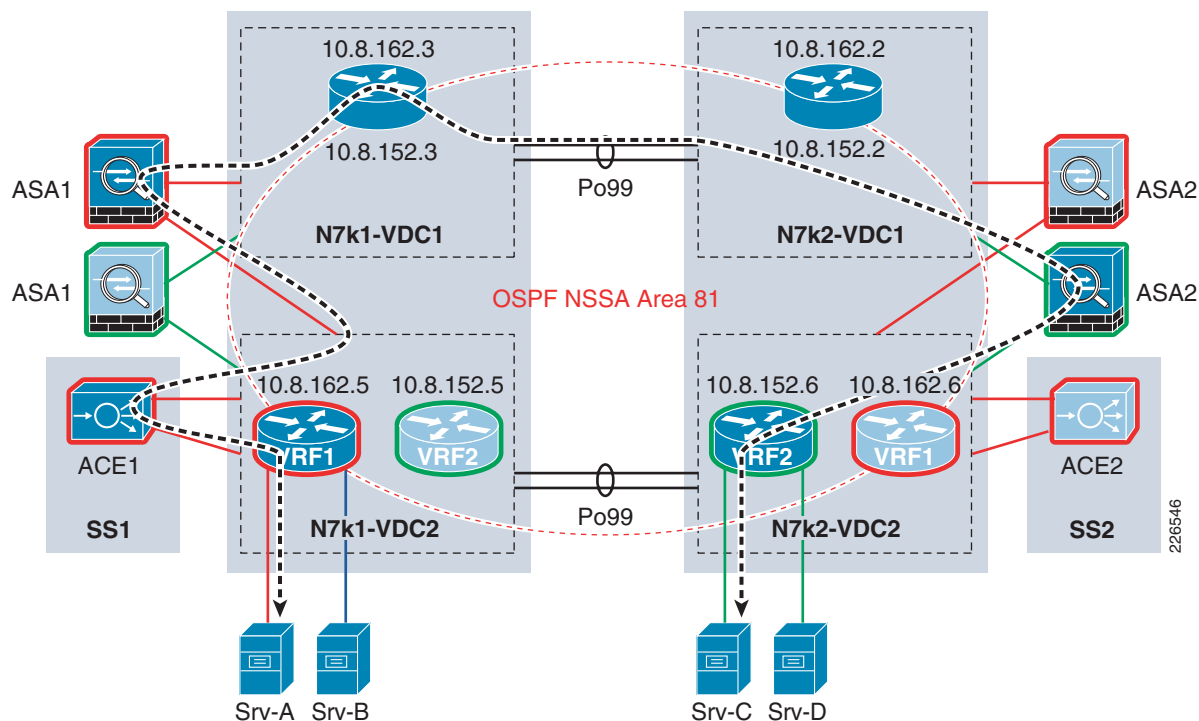 10.8.162.3
10.8.162.2
10.8.152.3
10.8.152.2
Po99
ASA1
ASA2
N7k1-VDC1
N7k2-VDC1
ASA1
ASA2
OSPF NSSA Area 81
10.8.162.5
10.8.152.5
10.8.152.6
10.8.162.6
VRF1
VRF2
VRF2
VRF1
ACE1
ACE2
Po99
SS1
N7k1-VDC2
N7k2-VDC2
SS2
226546
Srv-A
Srv-B
Srv-C
Srv-D